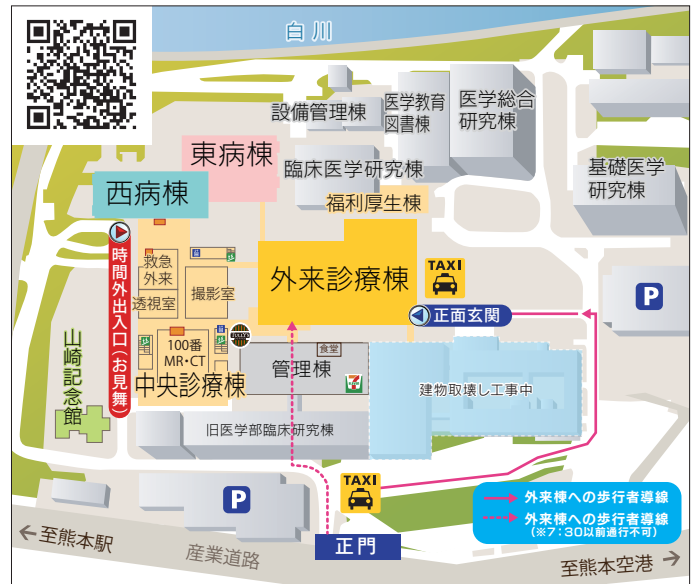 白川
設備管理棟
医学教育
図書棟
医学総合
研究棟
東病棟
臨床医学研究棟
基礎医学
研究棟
西病棟
福利厚生棟
救急
外来
透視室
撮影室
外来診療棟
TAXI
P
正面玄関
時間外出入口(お見舞)
山崎記念館
100番
MR・CT
中央診療棟
食堂
管理棟
建物取壊し工事中
旧医学部臨床研究棟
TAXI
P
正門
外来棟への歩行者導線
外来棟への歩行者導線
(※7:30以前通行不可)
←至熊本駅
産業道路
至熊本空港→